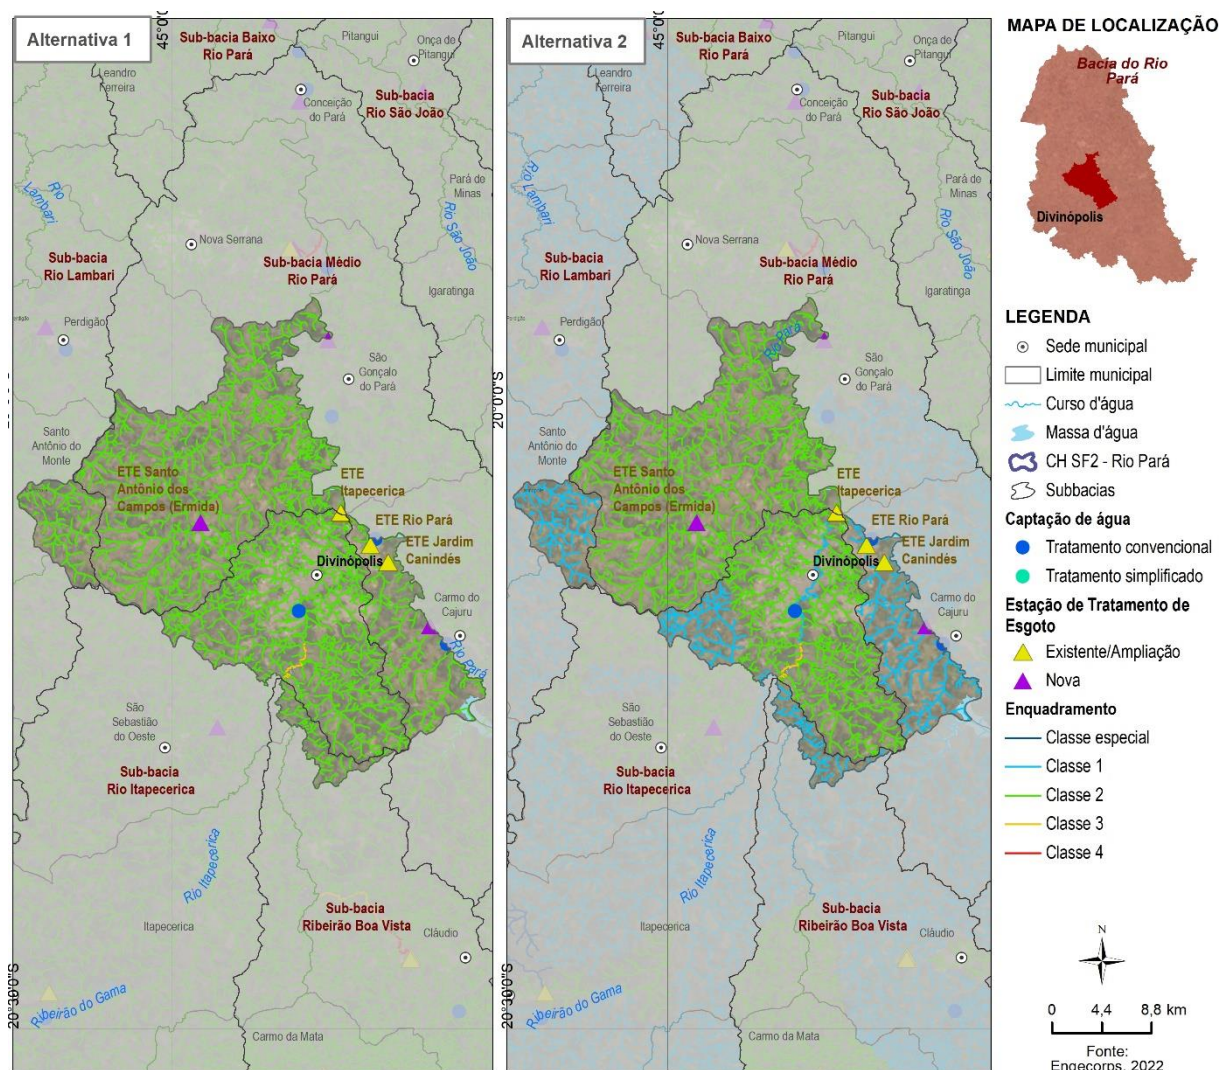 Alternativa 1
45°0'0
Sub-bacia Baixo
Rio Pará
Pitangui
Onça de
Pitangui
Leandro
Ferreira
Conceição
do Pará
Sub-bacia
Rio São João
Rio
Lambari
Pará de
Minas
Rio São João
Nova Serrana
Sub-bacia
Rio Lambari
Sub-bacia Médio
Rio Pará
Igaratinga
Perdigão
São
Gonçalo
do Pará
Santo
Antônio do
Monte
ETE Santo
Antônio dos
Campos (Ermida)
ETE
Itapecerica
ETE Rio Pará
ETE Jardim
Canindés
Divinópolis
Carmo do
Cajuru
Rio Pará
São
Sebastião
do Oeste
Sub-bacia
Rio Itapecerica
Rio Itapecerica
Itapecerica
Sub-bacia
Ribeirão Boa Vista
Cláudio
20°30'0"S
Ribeirão do Gama
Carmo da Mata
Alternativa 2
45°0'0
Sub-bacia Baixo
Rio Pará
Pitangui
Onça de
Pitangui
Leandro
Ferreira
Conceição
do Pará
Sub-bacia
Rio São João
Rio
Lambari
Pará de
Minas
Rio São João
Nova Serrana
Sub-bacia
Rio Lambari
Sub-bacia Médio
Rio Pará
Igaratinga
Perdigão
Rio Pará
São
Gonçalo
do Pará
20°0'0"S
Santo
Antônio do
Monte
ETE Santo
Antônio dos
Campos (Ermida)
ETE
Itapecerica
ETE Rio Pará
ETE Jardim
Canindés
Divinópolis
Carmo do
Cajuru
São
Sebastião
do Oeste
Sub-bacia
Rio Itapecerica
Rio Itapecerica
Itapecerica
Sub-bacia
Ribeirão Boa Vista
Cláudio
20°30'0"S
Ribeirão do Gama
Carmo da Mata
MAPA DE LOCALIZAÇÃO
Bacia do Rio
Pará
Divinópolis
LEGENDA
Sede municipal
Limite municipal
Curso d'água
Massa d'água
CH SF2 - Rio Pará
Subbacias
Captação de água
Tratamento convencional
Tratamento simplificado
Estação de Tratamento de
Esgoto
Existente/Ampliação
Nova
Enquadramento
Classe especial
Classe 1
Classe 2
Classe 3
Classe 4
N
0 4,4 8,8 km
Fonte:
Engecorps, 2022